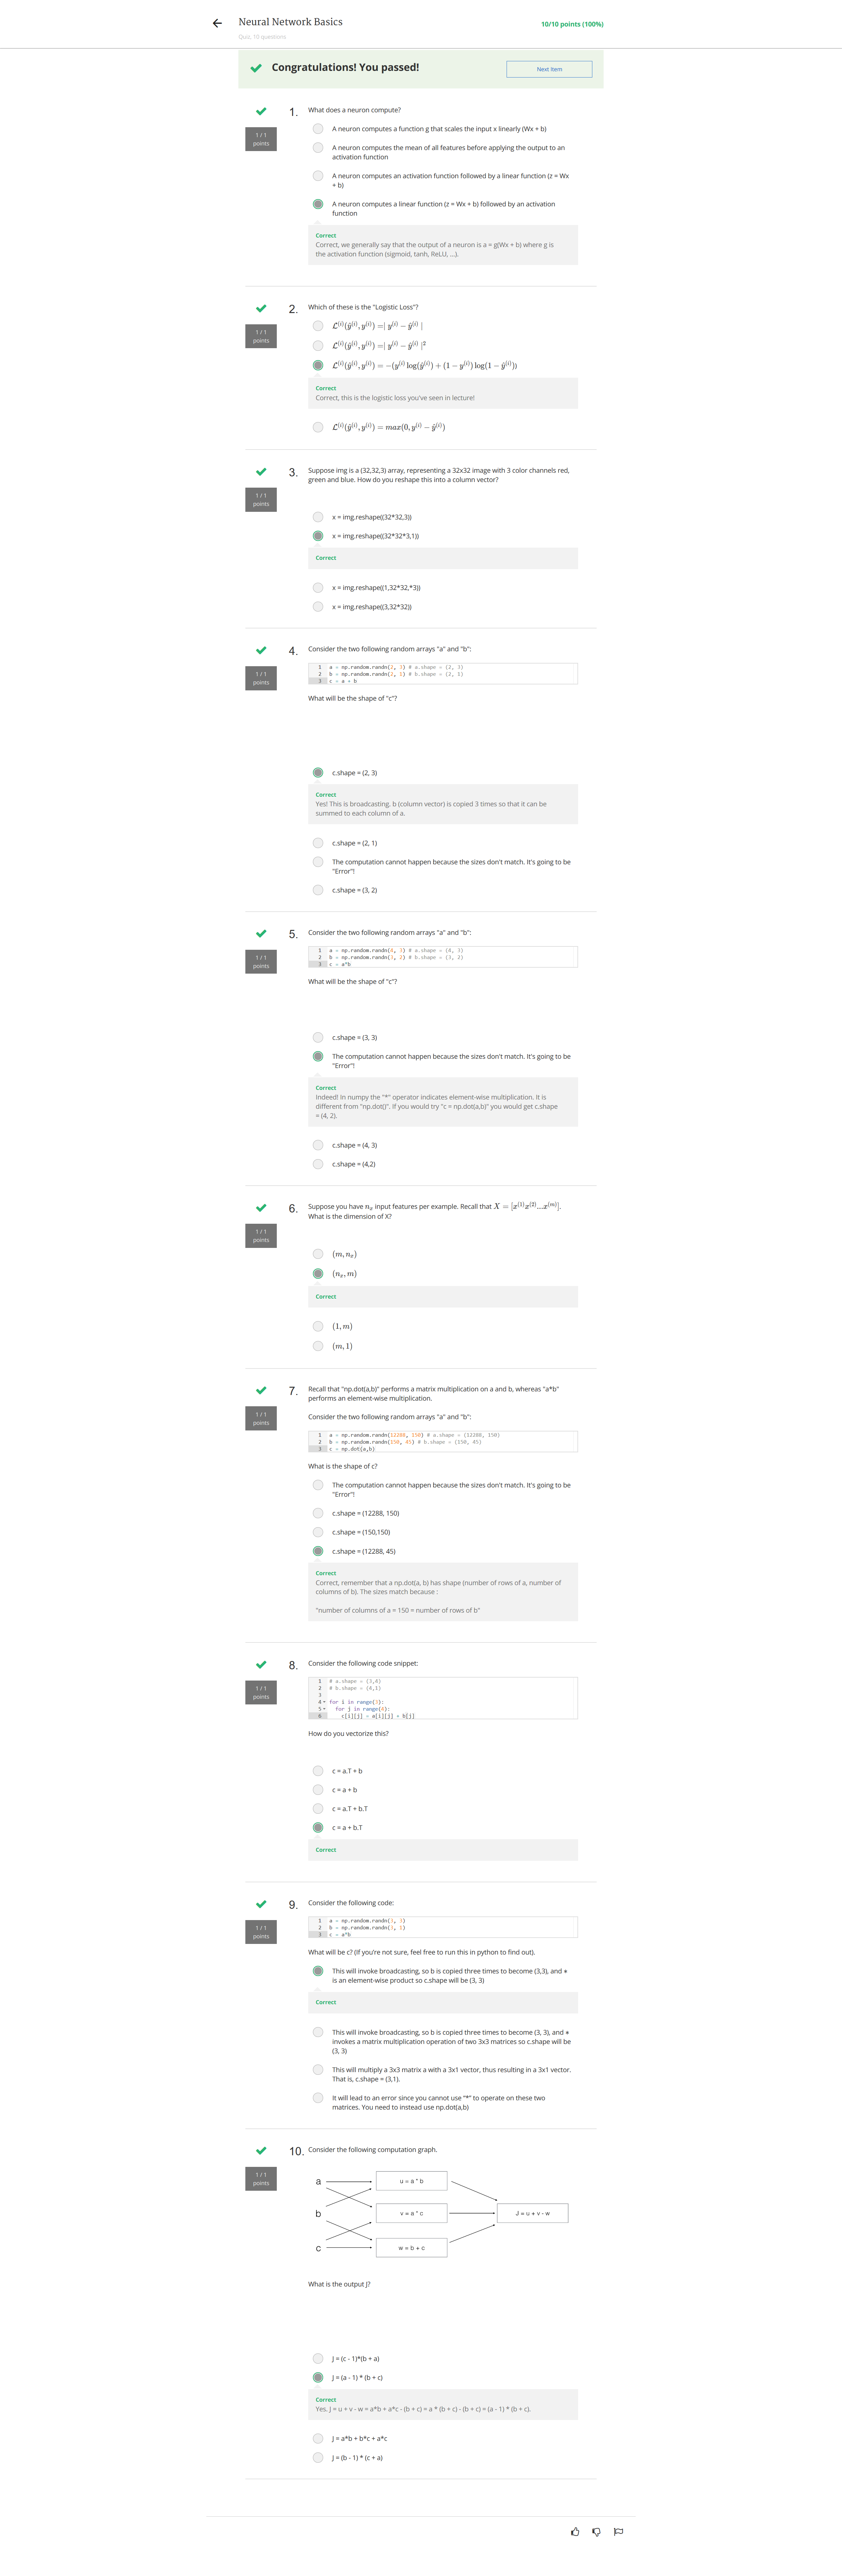 Neural Network Basics
10/10 points (100%)
Quiz, 10 questions
Congratulations! You passed!
Next Item
1.
What does a neuron compute?
1 / 1
points
A neuron computes a function g that scales the input x linearly (Wx + b)
A neuron computes the mean of all features before applying the output to an
activation function
A neuron computes an activation function followed by a linear function (z = Wx
+ b)
A neuron computes a linear function (z = Wx + b) followed by an activation
function
Correct
Correct, we generally say that the output of a neuron is a = g(Wx + b) where g is
the activation function (sigmoid, tanh, ReLU, ...).
2.
Which of these is the "Logistic Loss"?
1 / 1
points
ℒ⁽ⁱ⁾(ŷ⁽ⁱ⁾, y⁽ⁱ⁾) =∣ y⁽ⁱ⁾ − ŷ⁽ⁱ⁾ ∣
ℒ⁽ⁱ⁾(ŷ⁽ⁱ⁾, y⁽ⁱ⁾) =∣ y⁽ⁱ⁾ − ŷ⁽ⁱ⁾ ∣²
ℒ⁽ⁱ⁾(ŷ⁽ⁱ⁾, y⁽ⁱ⁾) = −(y⁽ⁱ⁾ log(ŷ⁽ⁱ⁾) + (1 − y⁽ⁱ⁾) log(1 − ŷ⁽ⁱ⁾))
Correct
Correct, this is the logistic loss you've seen in lecture!
ℒ⁽ⁱ⁾(ŷ⁽ⁱ⁾, y⁽ⁱ⁾) = max(0, y⁽ⁱ⁾ − ŷ⁽ⁱ⁾)
3.
Suppose img is a (32,32,3) array, representing a 32x32 image with 3 color channels red,
green and blue. How do you reshape this into a column vector?
1 / 1
points
x = img.reshape((32*32,3))
x = img.reshape((32*32*3,1))
Correct
x = img.reshape((1,32*32,*3))
x = img.reshape((3,32*32))
4.
Consider the two following random arrays "a" and "b":
1 / 1
points
1 a = np.random.randn(2, 3) # a.shape = (2, 3)
2 b = np.random.randn(2, 1) # b.shape = (2, 1)
3 c = a + b
What will be the shape of "c"?
c.shape = (2, 3)
Correct
Yes! This is broadcasting. b (column vector) is copied 3 times so that it can be
summed to each column of a.
c.shape = (2, 1)
The computation cannot happen because the sizes don't match. It's going to be
"Error"!
c.shape = (3, 2)
5.
Consider the two following random arrays "a" and "b":
1 / 1
points
1 a = np.random.randn(4, 3) # a.shape = (4, 3)
2 b = np.random.randn(3, 2) # b.shape = (3, 2)
3 c = a*b
What will be the shape of "c"?
c.shape = (3, 3)
The computation cannot happen because the sizes don't match. It's going to be
"Error"!
Correct
Indeed! In numpy the "*" operator indicates element-wise multiplication. It is
different from "np.dot()". If you would try "c = np.dot(a,b)" you would get c.shape
= (4, 2).
c.shape = (4, 3)
c.shape = (4,2)
6.
Suppose you have nₓ input features per example. Recall that X = [x⁽¹⁾x⁽²⁾...x⁽ᵐ⁾].
What is the dimension of X?
1 / 1
points
(m, nₓ)
(nₓ, m)
Correct
(1, m)
(m, 1)
7.
Recall that "np.dot(a,b)" performs a matrix multiplication on a and b, whereas "a*b"
performs an element-wise multiplication.
1 / 1
points
Consider the two following random arrays "a" and "b":
1 a = np.random.randn(12288, 150) # a.shape = (12288, 150)
2 b = np.random.randn(150, 45) # b.shape = (150, 45)
3 c = np.dot(a,b)
What is the shape of c?
The computation cannot happen because the sizes don't match. It's going to be
"Error"!
c.shape = (12288, 150)
c.shape = (150,150)
c.shape = (12288, 45)
Correct
Correct, remember that a np.dot(a, b) has shape (number of rows of a, number of
columns of b). The sizes match because :
"number of columns of a = 150 = number of rows of b"
8.
Consider the following code snippet:
1 / 1
points
1 # a.shape = (3,4)
2 # b.shape = (4,1)
3
4 for i in range(3):
5 for j in range(4):
6 c[i][j] = a[i][j] + b[j]
How do you vectorize this?
c = a.T + b
c = a + b
c = a.T + b.T
c = a + b.T
Correct
9.
Consider the following code:
1 / 1
points
1 a = np.random.randn(3, 3)
2 b = np.random.randn(3, 1)
3 c = a*b
What will be c? (If you're not sure, feel free to run this in python to find out).
This will invoke broadcasting, so b is copied three times to become (3,3), and ∗
is an element-wise product so c.shape will be (3, 3)
Correct
This will invoke broadcasting, so b is copied three times to become (3, 3), and ∗
invokes a matrix multiplication operation of two 3x3 matrices so c.shape will be
(3, 3)
This will multiply a 3x3 matrix a with a 3x1 vector, thus resulting in a 3x1 vector.
That is, c.shape = (3,1).
It will lead to an error since you cannot use "*" to operate on these two
matrices. You need to instead use np.dot(a,b)
10.
Consider the following computation graph.
1 / 1
points
a
u = a * b
b
v = a * c
J = u + v - w
c
w = b + c
What is the output J?
J = (c - 1)*(b + a)
J = (a - 1) * (b + c)
Correct
Yes. J = u + v - w = a*b + a*c - (b + c) = a * (b + c) - (b + c) = (a - 1) * (b + c).
J = a*b + b*c + a*c
J = (b - 1) * (c + a)